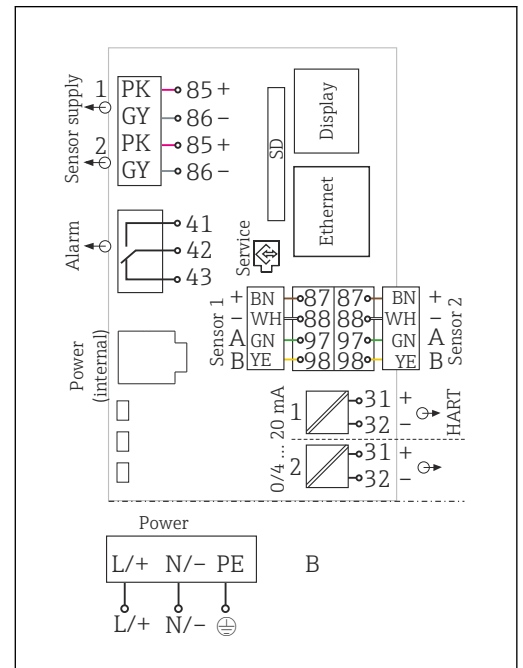 Sensor supply
1
PK
85 +
GY
86 −
2
PK
85 +
GY
86 −
Display
SD
Ethernet
Alarm
41
42
43
Service
Sensor 1
+ BN 87 87 BN +
− WH 88 88 WH −
A GN 97 97 GN A
B YE 98 98 YE B
Sensor 2
Power
(internal)
0/4 ... 20 mA
1
31 +
32 −
HART
2
31 +
32 −
Power
L/+ N/− PE
B
L/+ N/−